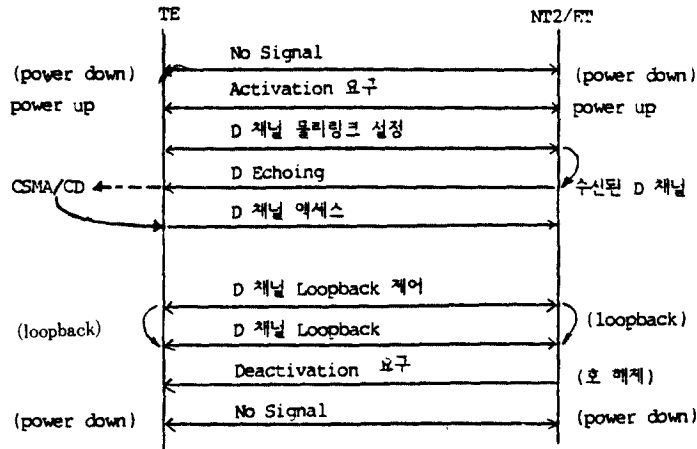 TE NT2/ET
No Signal
(power down) (power down)
Activation 요구
power up power up
D 채널 물리링크 설정
D Echoing
CSMA/CD 수신된 D 채널
D 채널 액세스
D 채널 Loopback 제어
(loopback) (loopback)
D 채널 Loopback
Deactivation 요구
(호 해제)
No Signal
(power down) (power down)